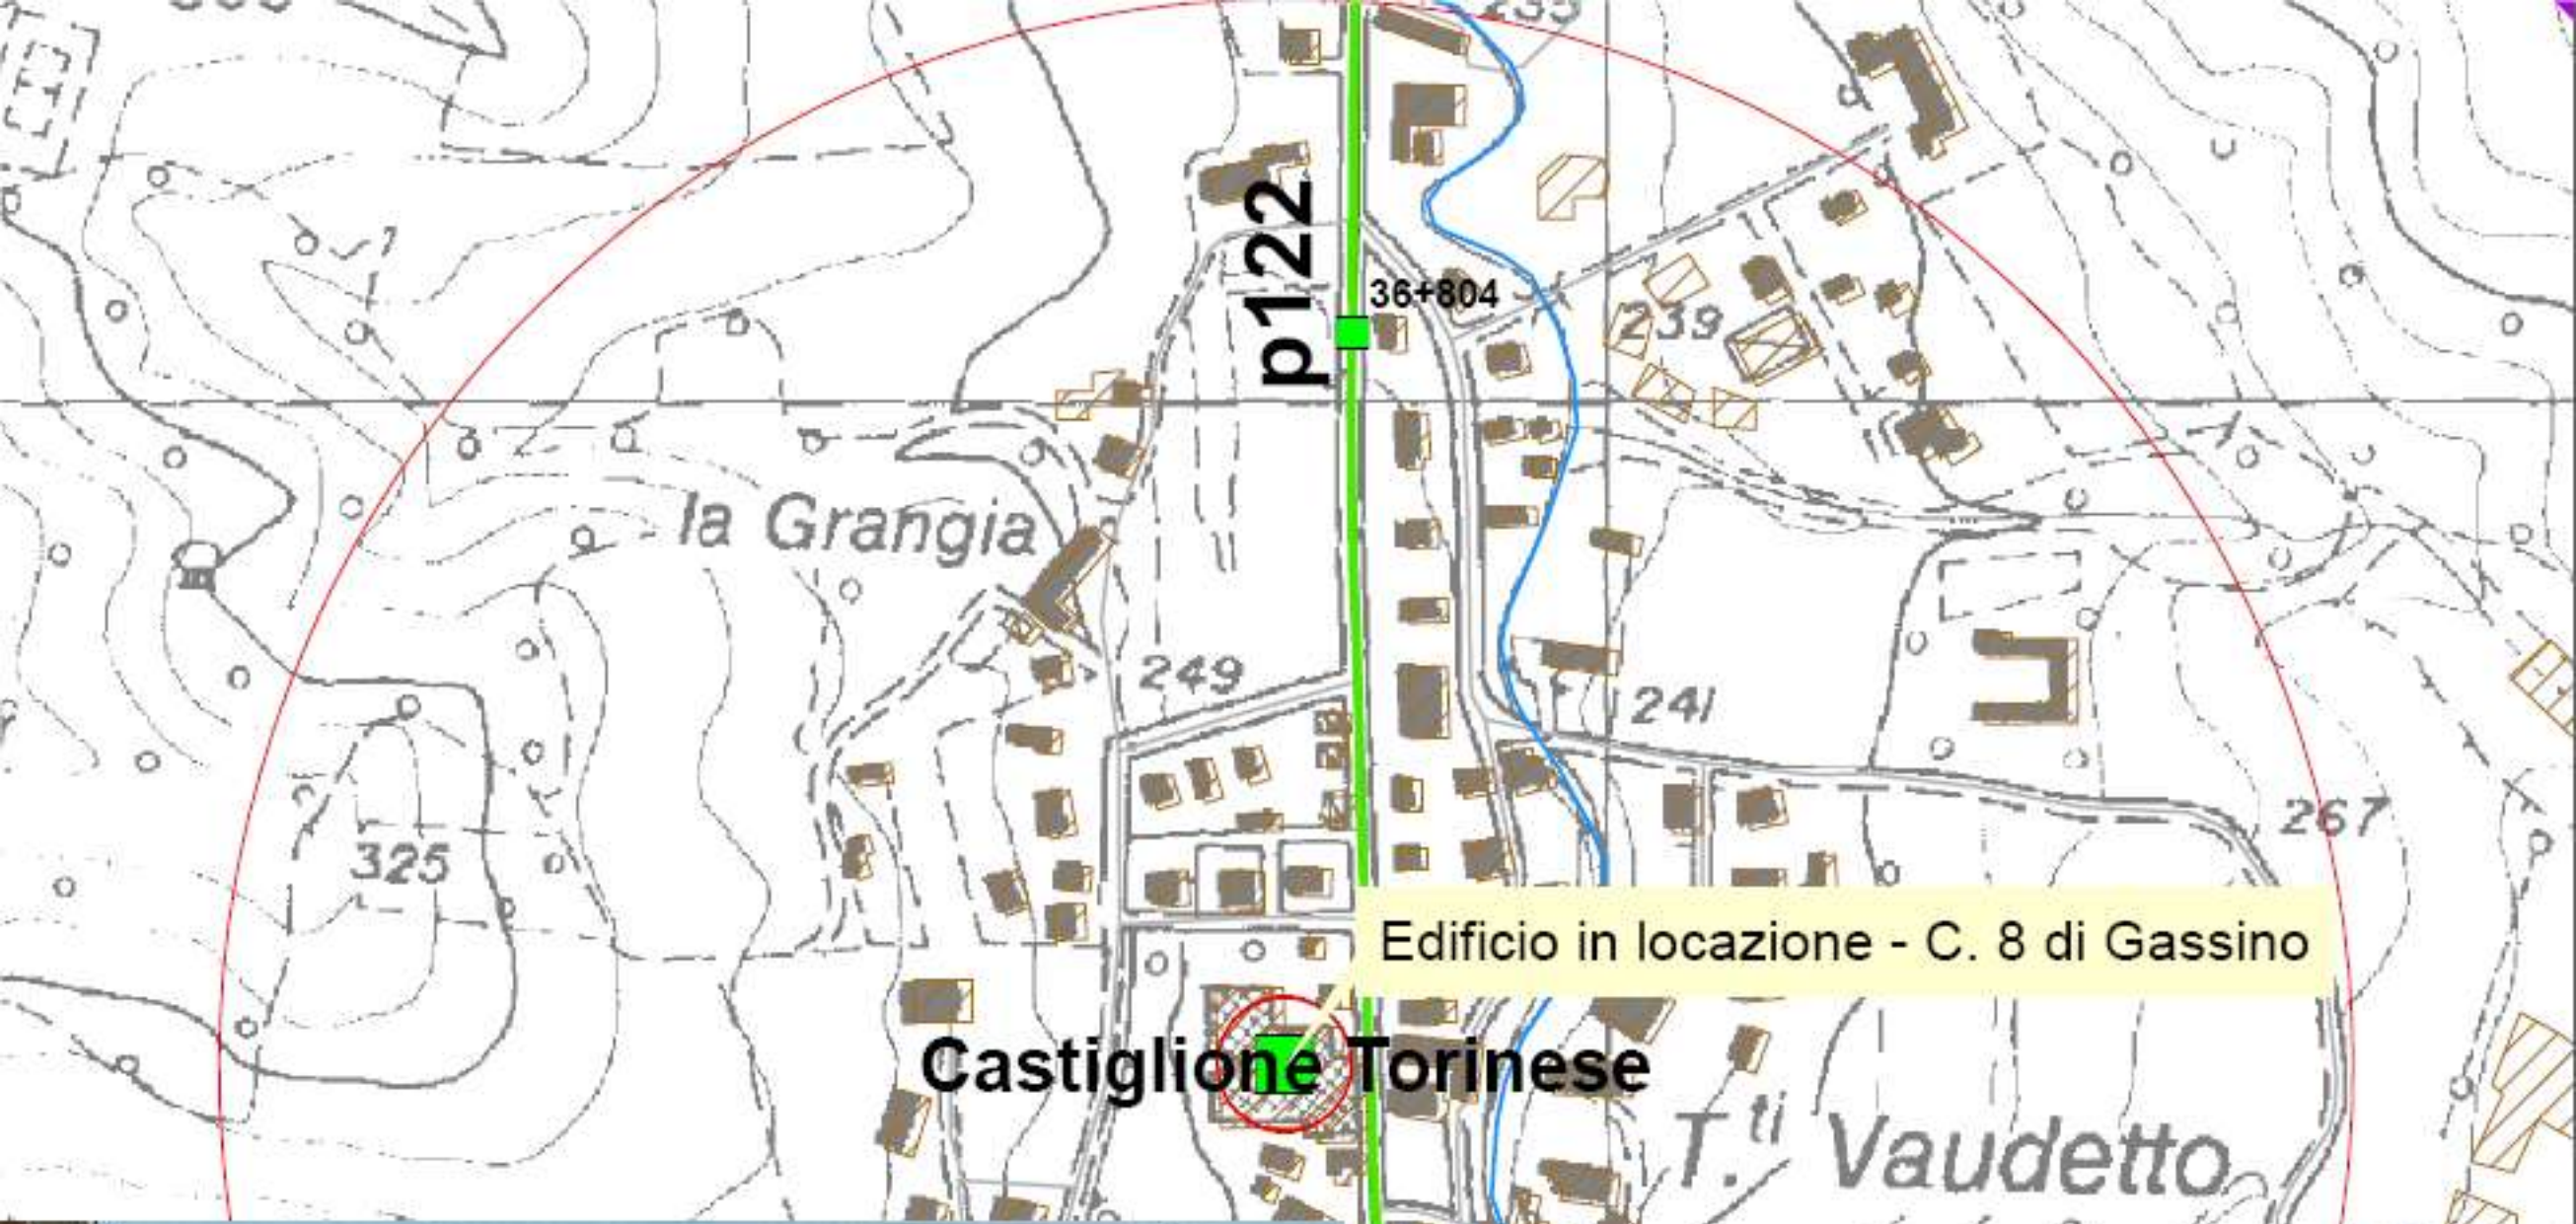 p122
36+804
239
la Grangia
249
241
267
325
Edificio in locazione - C. 8 di Gassino
Castiglione Torinese
T.ti Vaudetto